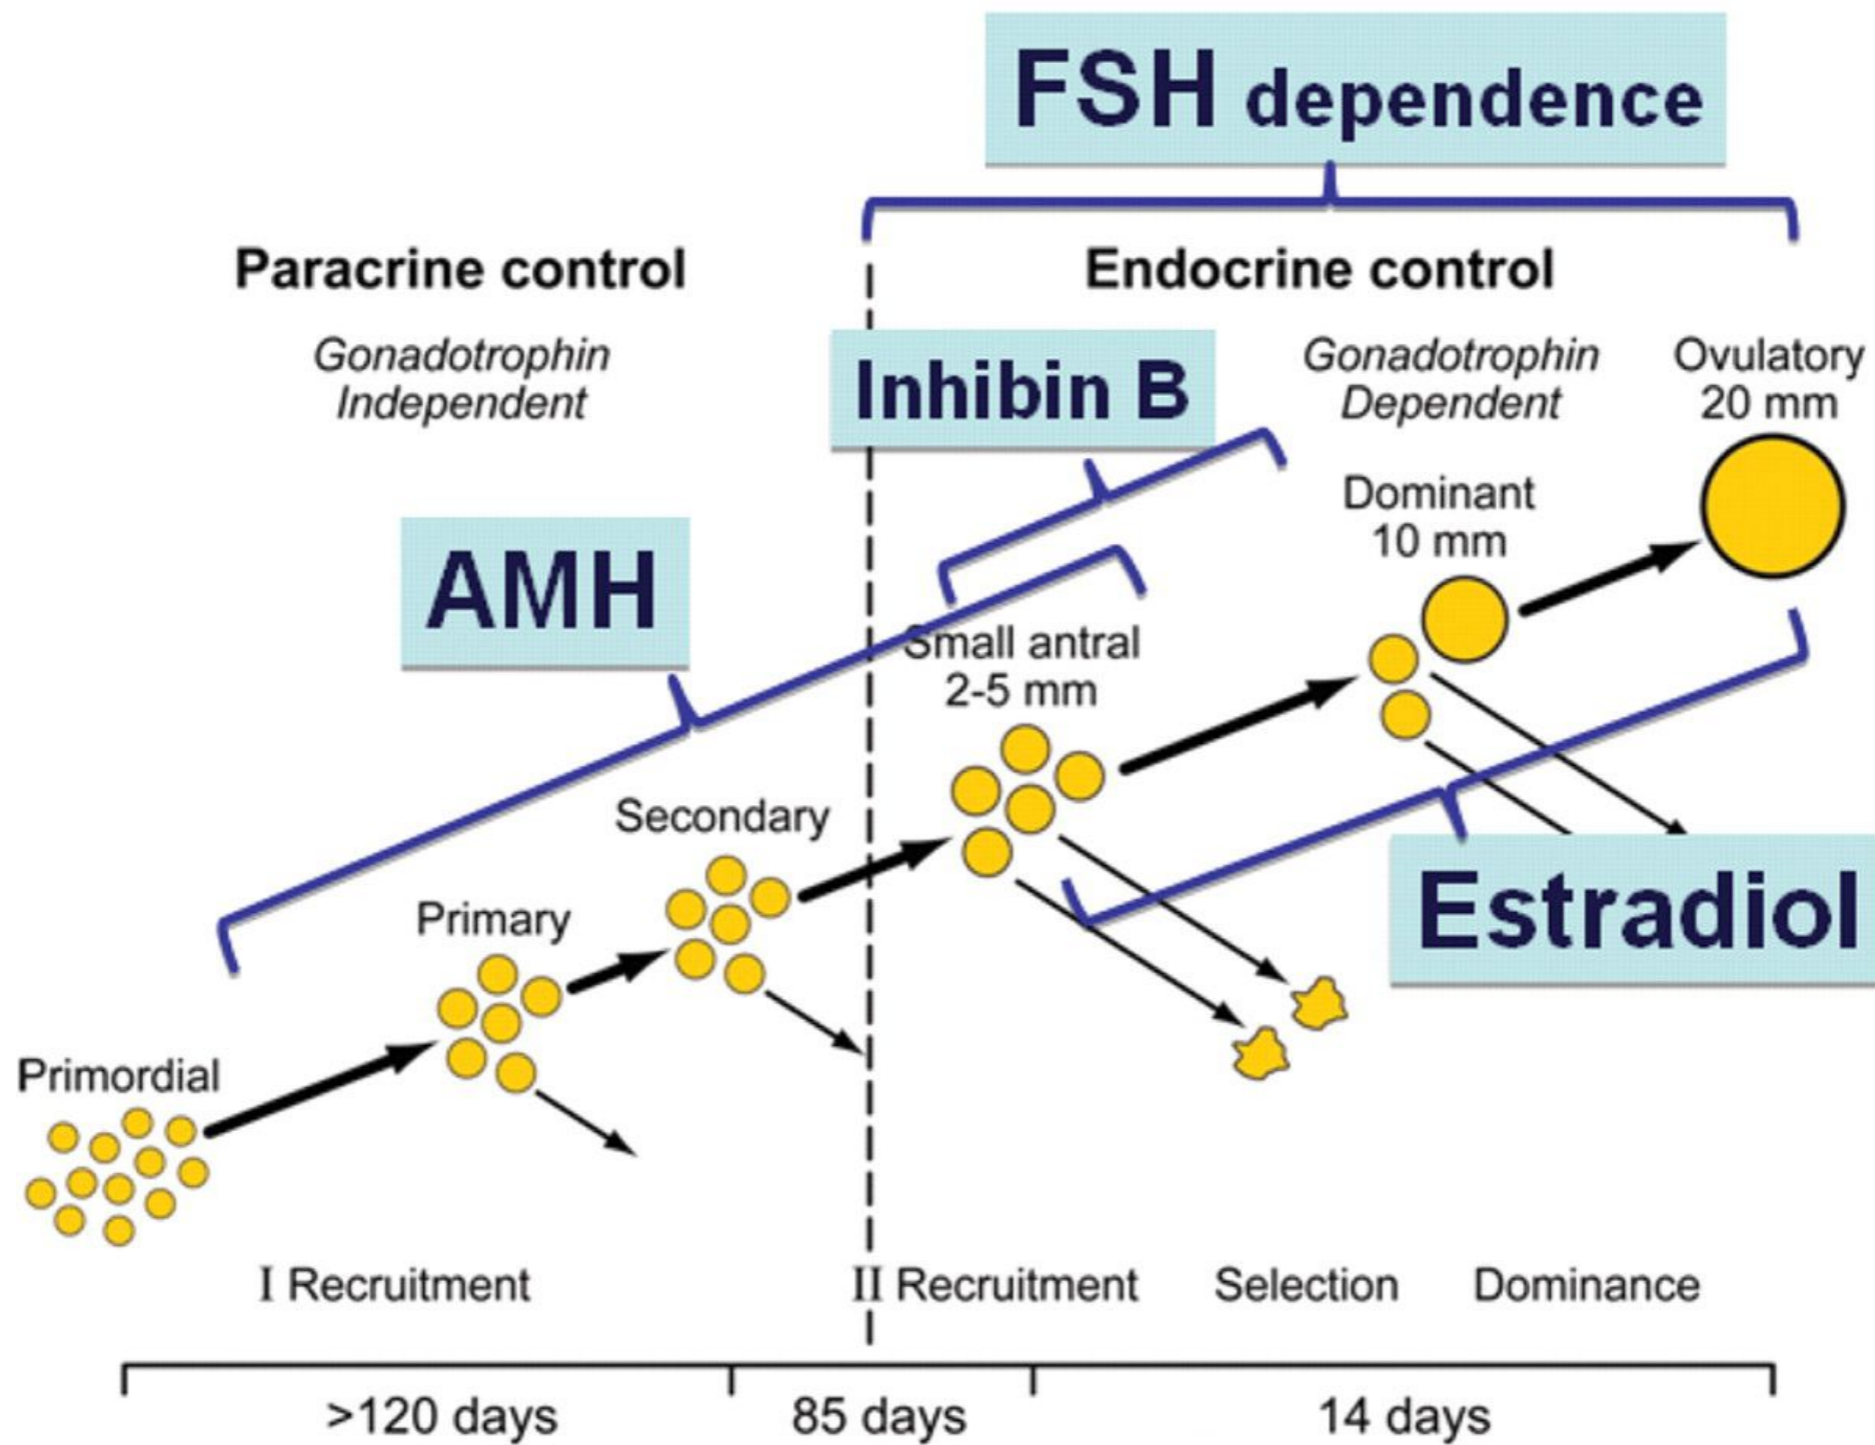 FSH dependence
Paracrine control
Endocrine control
Gonadotrophin
Independent
Inhibin B
Gonadotrophin
Dependent
Ovulatory
20 mm
Dominant
10 mm
AMH
Small antral
2-5 mm
Secondary
Primary
Estradiol
Primordial
I Recruitment
II Recruitment
Selection
Dominance
>120 days
85 days
14 days